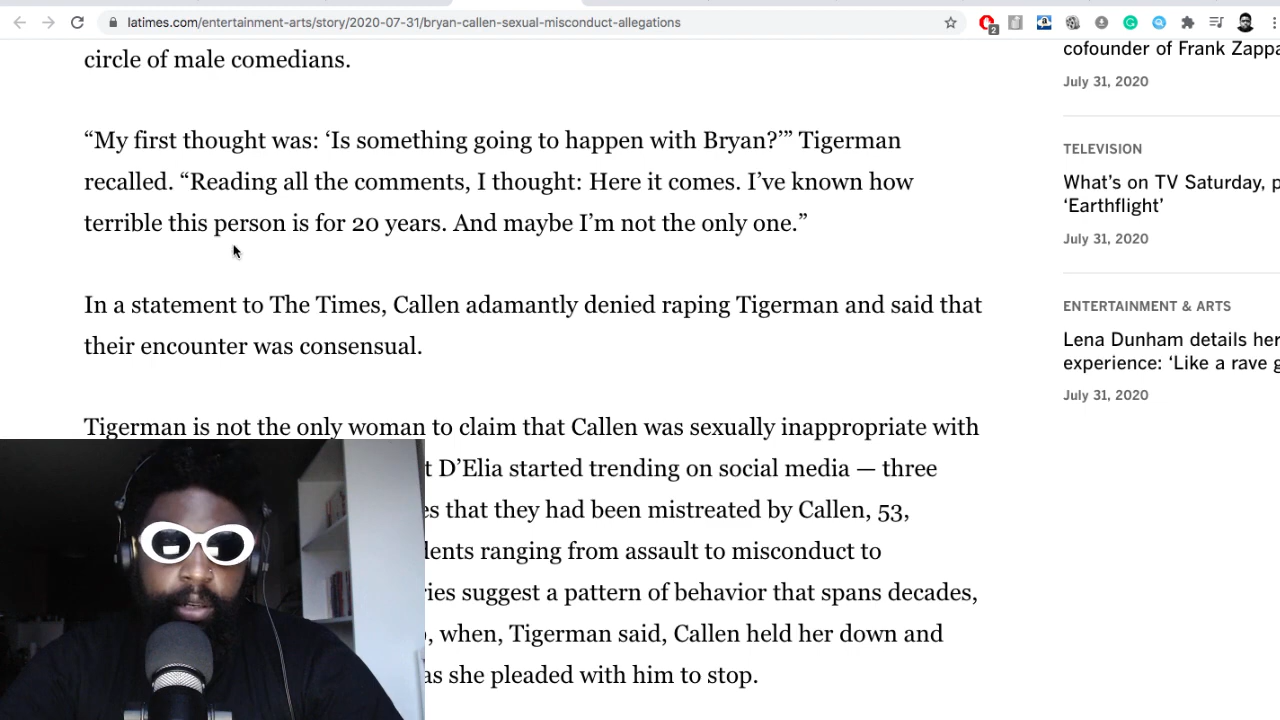 latimes.com/entertainment-arts/story/2020-07-31/bryan-callen-sexual-misconduct-allegations
2
circle of male comedians.
“My first thought was: ‘Is something going to happen with Bryan?’” Tigerman
recalled. “Reading all the comments, I thought: Here it comes. I’ve known how
terrible this person is for 20 years. And maybe I’m not the only one.”
In a statement to The Times, Callen adamantly denied raping Tigerman and said that
their encounter was consensual.
Tigerman is not the only woman to claim that Callen was sexually inappropriate with
t D’Elia started trending on social media — three
es that they had been mistreated by Callen, 53,
dents ranging from assault to misconduct to
ries suggest a pattern of behavior that spans decades,
, when, Tigerman said, Callen held her down and
as she pleaded with him to stop.
cofounder of Frank Zappa
July 31, 2020
TELEVISION
What’s on TV Saturday,
‘Earthflight’
July 31, 2020
ENTERTAINMENT & ARTS
Lena Dunham details her
experience: ‘Like a rave
July 31, 2020